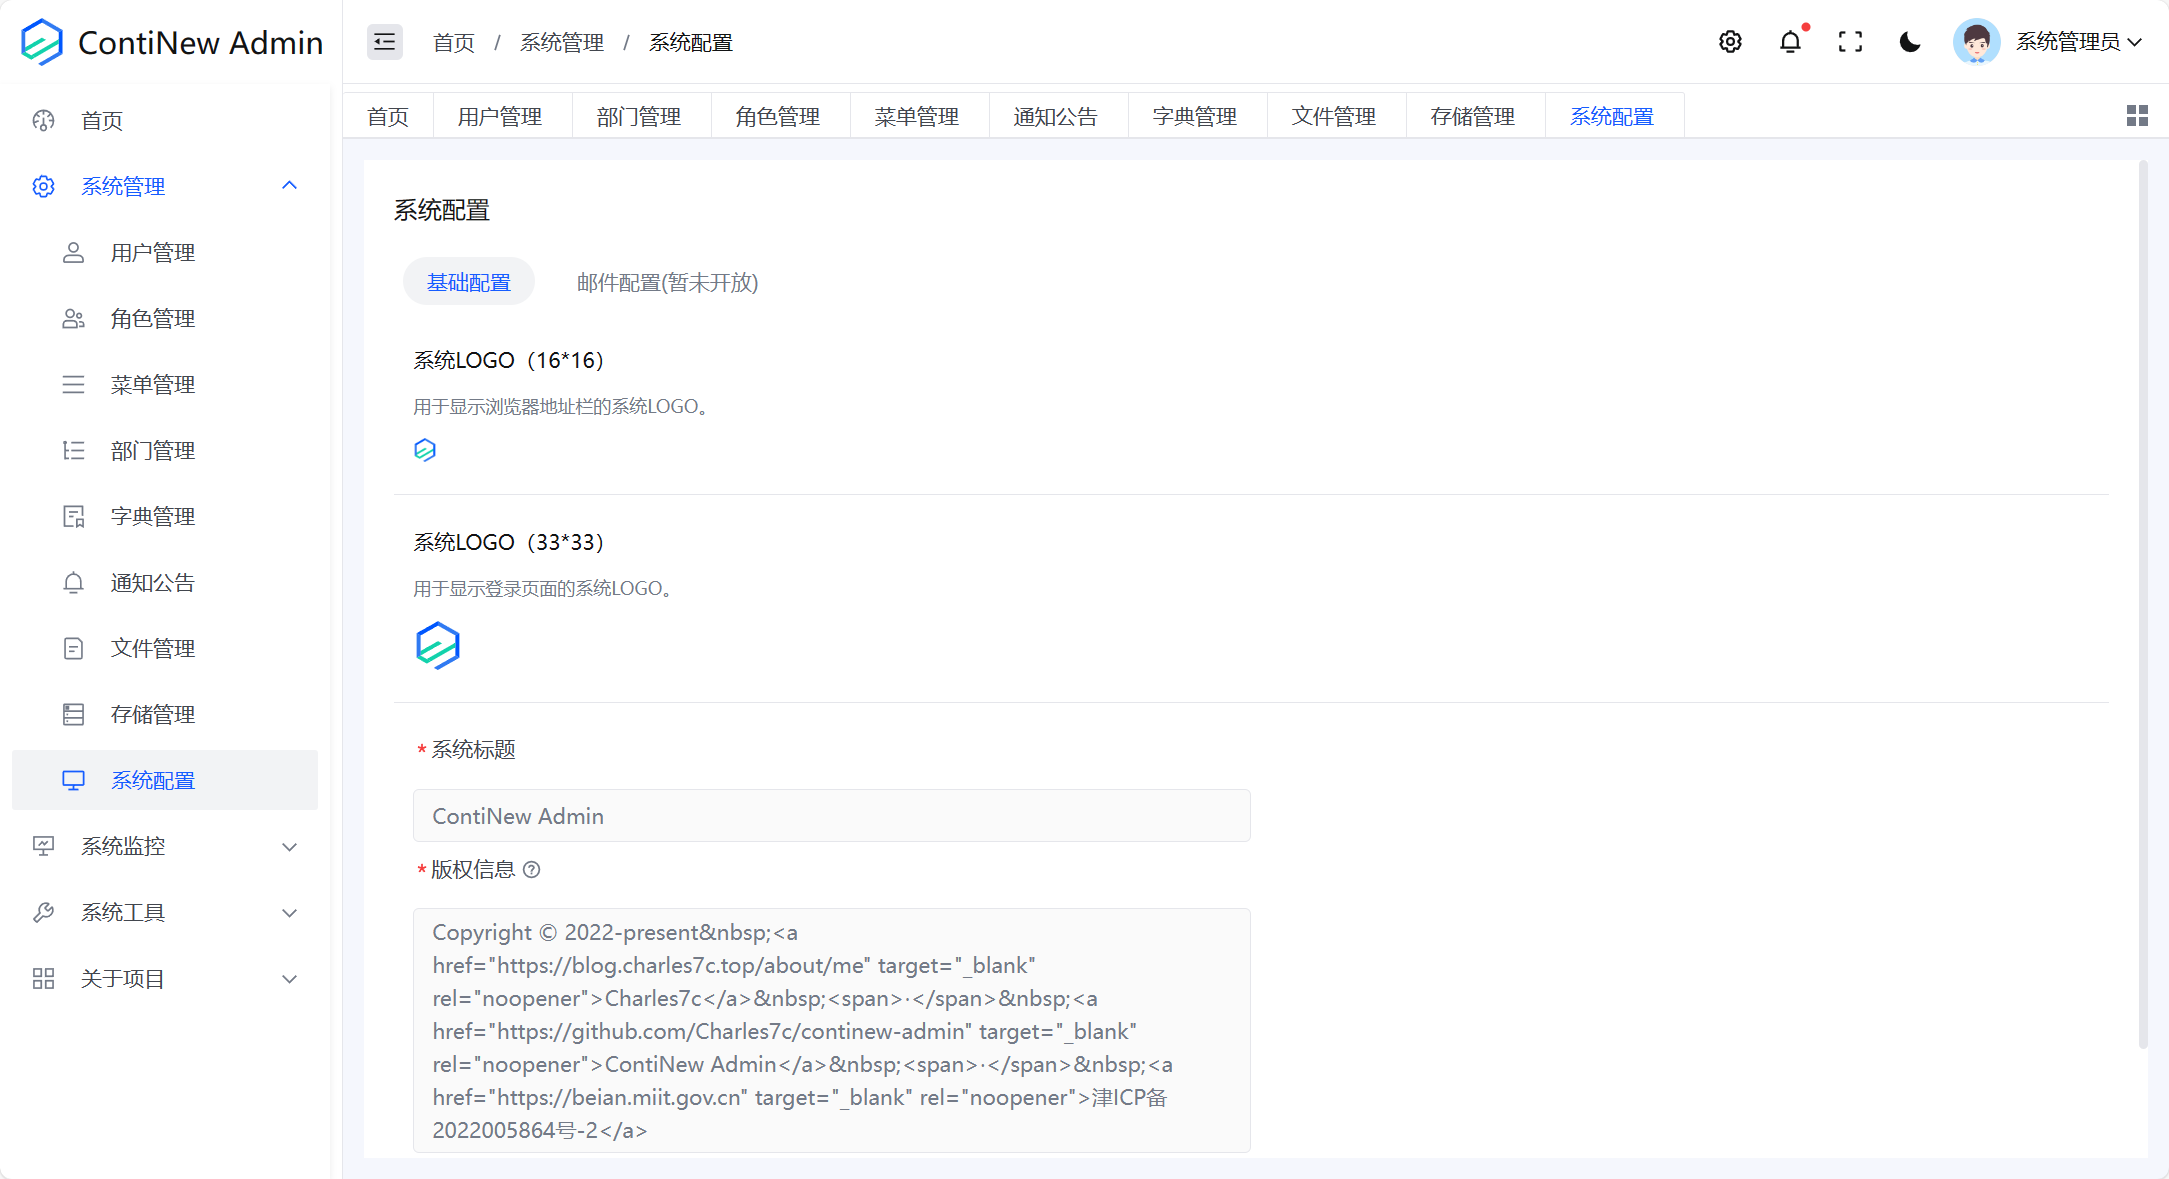 ContiNew Admin
首页 / 系统管理 / 系统配置
系统管理员
首页
系统管理
用户管理
角色管理
菜单管理
部门管理
字典管理
通知公告
文件管理
存储管理
系统配置
系统监控
系统工具
关于项目
首页 用户管理 部门管理 角色管理 菜单管理 通知公告 字典管理 文件管理 存储管理 系统配置
系统配置
基础配置 邮件配置(暂未开放)
系统LOGO（16*16）
用于显示浏览器地址栏的系统LOGO。
系统LOGO（33*33）
用于显示登录页面的系统LOGO。
* 系统标题
ContiNew Admin
* 版权信息
Copyright © 2022-present&nbsp;<a
href="https://blog.charles7c.top/about/me" target="_blank"
rel="noopener">Charles7c</a>&nbsp;<span>·</span>&nbsp;<a
href="https://github.com/Charles7c/continew-admin" target="_blank"
rel="noopener">ContiNew Admin</a>&nbsp;<span>·</span>&nbsp;<a
href="https://beian.miit.gov.cn" target="_blank" rel="noopener">津ICP备
2022005864号-2</a>